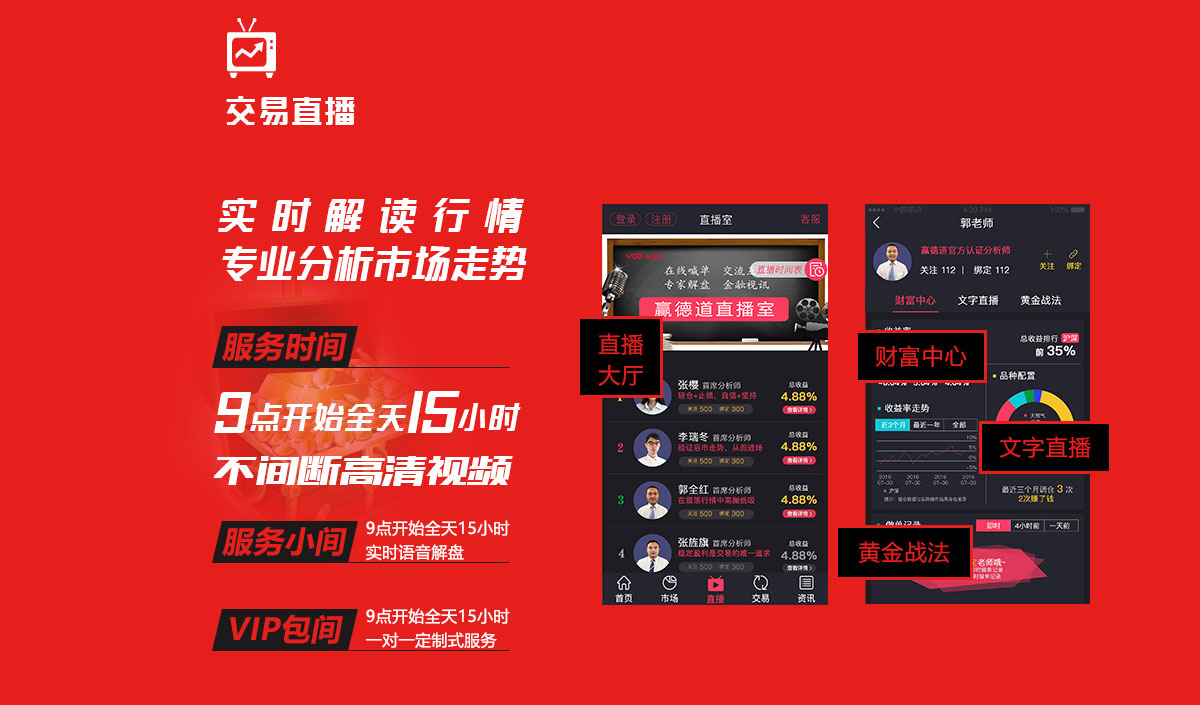 交易直播
实时解读行情
专业分析市场走势
服务时间
9点开始全天15小时
不间断高清视频
服务小间
9点开始全天15小时
实时语音解盘
VIP包间
9点开始全天15小时
一对一定制式服务
登录
注册
直播室
客服
在线喊单
交流互
直播时间表
专家解盘
金融视讯
赢德道直播室
直播
大厅
张樱 首席分析师
轻仓+止损,自信+坚持
关注 500 绑定 300
总收益
4.88%
查看详情
2
李瑞冬 首席分析师
验证后市走势,从而进场
关注 500 绑定 300
总收益
4.88%
查看详情
3
郭全红 首席分析师
在震荡行情中高抛低吸
关注 500 绑定 300
总收益
4.88%
查看详情
4
张旌旗 首席分析师
稳定盈利是交易的唯一追求
关注 500 绑定 300
总收益
4.88%
查看详情
首页
市场
直播
交易
资讯
中国移动
4:20 PM
100%
郭老师
赢德道官方认证分析师
关注 112 | 绑定 112
关注
绑定
财富中心
文字直播
黄金战法
总收益排行 沪深
前 35%
财富中心
品种配置
天然气
收益率走势
近3个月
最近一年
全部
10%
5%
0%
-5%
2016
07-30
2016
07-30
2016
07-30
2016
07-30
沪深
文字直播
最近三个月调仓 3 次
2次赚了钱
即时
4小时前
一天前
黄金战法